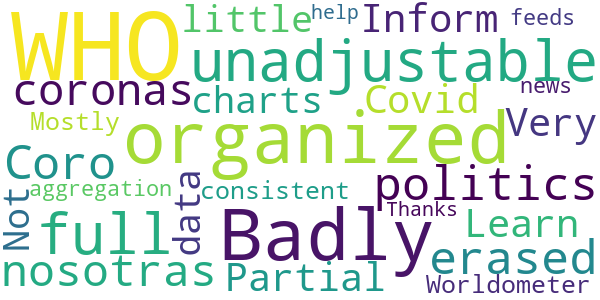 WHO little help Inform feeds
unadjustable
coronas charts Covid news
Mostly organized Very
Coro politics
aggregation consistent Thanks
Not full data Badly Learn
erased
nosotras Partial Worldometer